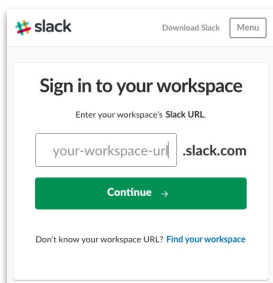 slack
Download Slack
Menu
Sign in to your workspace
Enter your workspace's Slack URL.
your-workspace-url .slack.com
Continue →
Don't know your workspace URL? Find your workspace